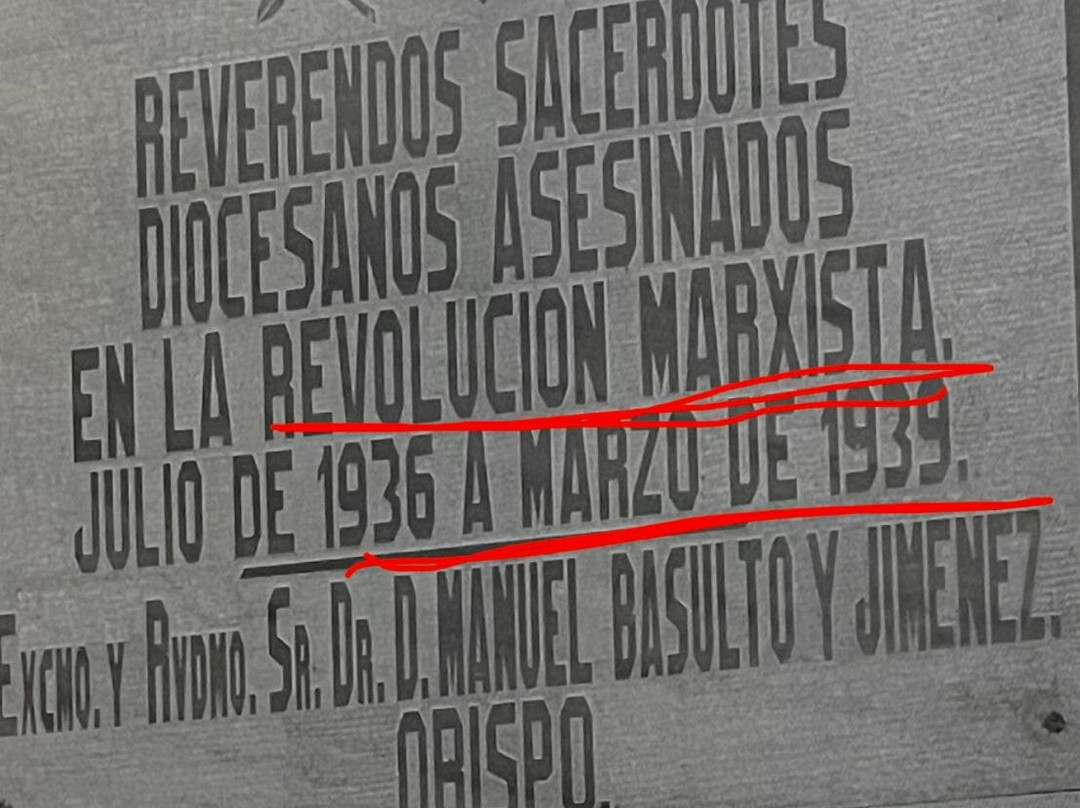 REVERENDOS SACERDOTES
DIOCESANOS ASESINADOS
EN LA REVOLUCION MARXISTA.
JULIO DE 1936 A MARZO DE 1939.
EXCMO. Y RVDMO. SR. DR. D. MANUEL BASULTO Y JIMENEZ.
OBISPO.